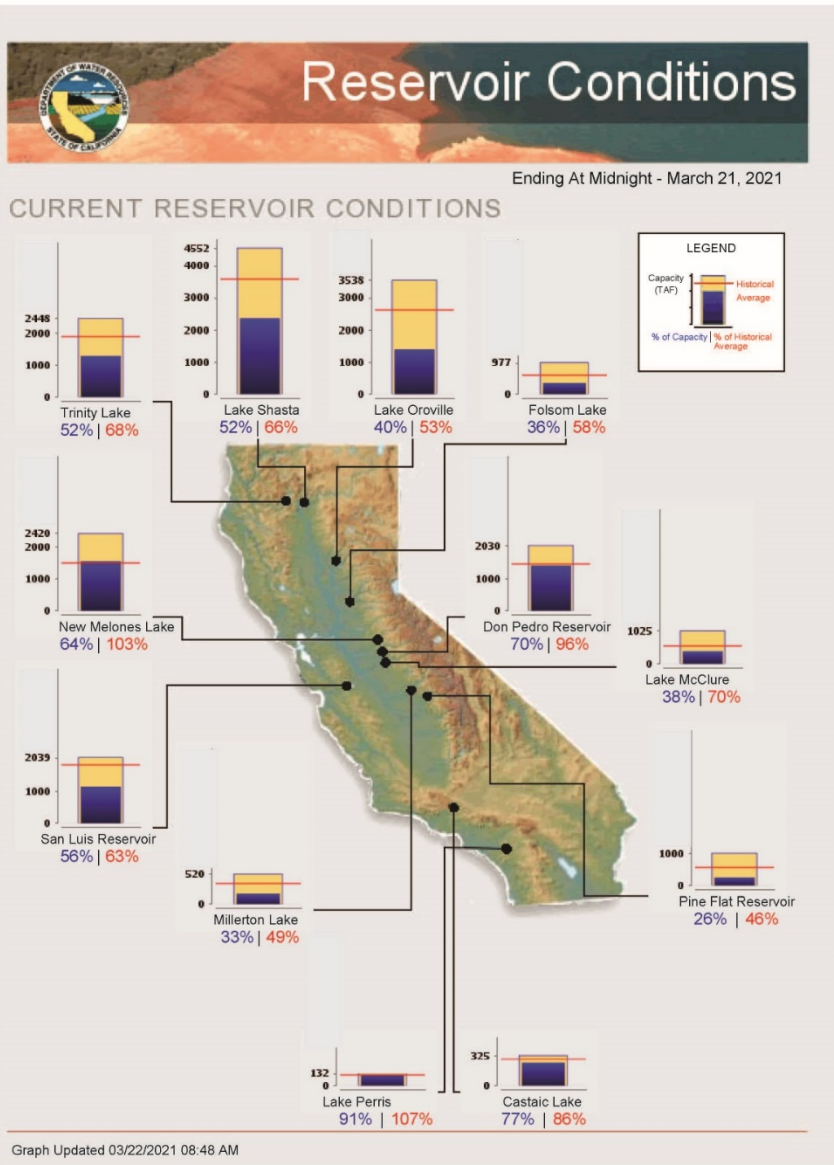 DEPARTMENT OF WATER RESOURCES
STATE OF CALIFORNIA
Reservoir Conditions
Ending At Midnight - March 21, 2021
CURRENT RESERVOIR CONDITIONS
2448
2000
1000
0
Trinity Lake
52% | 68%
4552
4000
3000
2000
1000
0
Lake Shasta
52% | 66%
3538
3000
2000
1000
0
Lake Oroville
40% | 53%
977
0
Folsom Lake
36% | 58%
LEGEND
Capacity
(TAF)
Historical
Average
% of Capacity | % of Historical
Average
2420
2000
1000
0
New Melones Lake
64% | 103%
2030
1000
0
Don Pedro Reservoir
70% | 96%
1025
0
Lake McClure
38% | 70%
2039
1000
0
San Luis Reservoir
56% | 63%
520
0
Millerton Lake
33% | 49%
1000
0
Pine Flat Reservoir
26% | 46%
132
0
Lake Perris
91% | 107%
325
0
Castaic Lake
77% | 86%
Graph Updated 03/22/2021 08:48 AM